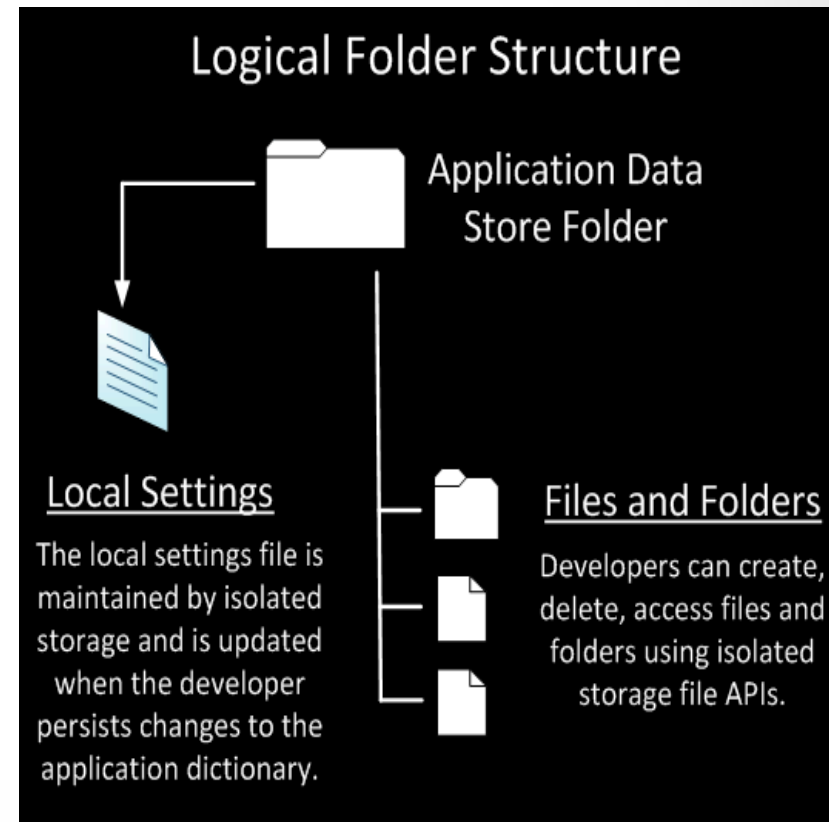 Logical Folder Structure
Application Data
Store Folder
Local Settings
The local settings file is
maintained by isolated
storage and is updated
when the developer
persists changes to the
application dictionary.
Files and Folders
Developers can create,
delete, access files and
folders using isolated
storage file APIs.